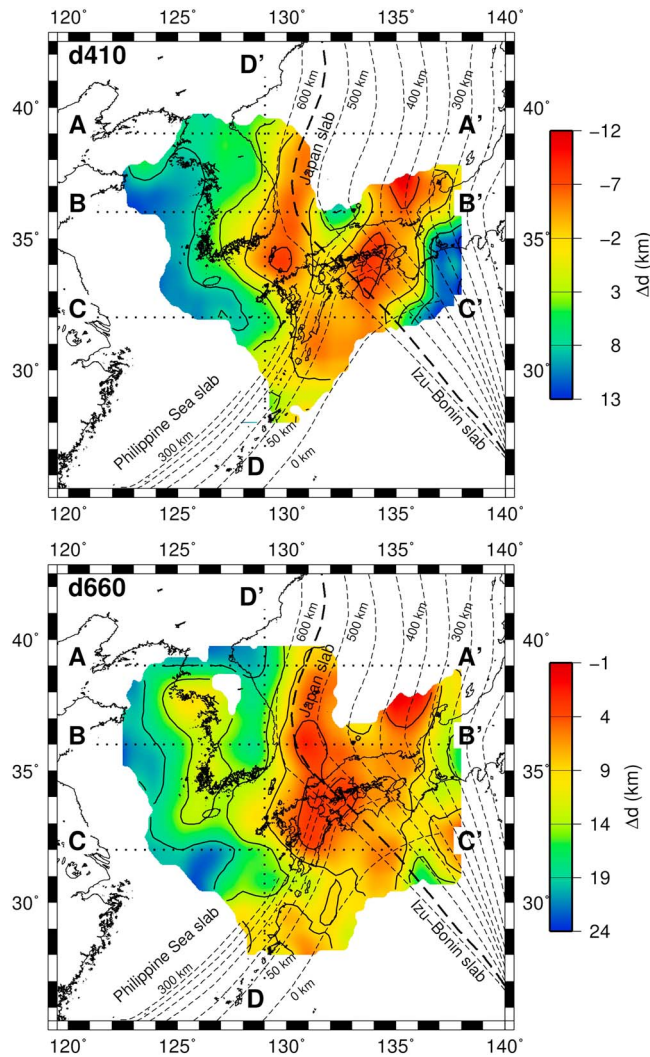 120˚ 125˚ 130˚ 135˚ 140˚
d410
D’
600 km
500 km
400 km
300 km
40˚ 40˚
A A’
Japan slab
B B’
35˚ 35˚
C C’
30˚ 30˚
Philippine Sea slab
300 km
50 km
0 km
Izu−Bonin slab
D
120˚ 125˚ 130˚ 135˚ 140˚
−12
−7
−2
3
8
13
Δd (km)
120˚ 125˚ 130˚ 135˚ 140˚
d660
D’
600 km
500 km
400 km
300 km
40˚ 40˚
A A’
Japan slab
B B’
35˚ 35˚
C C’
30˚ 30˚
Philippine Sea slab
300 km
50 km
0 km
Izu−Bonin slab
D
120˚ 125˚ 130˚ 135˚ 140˚
−1
4
9
14
19
24
Δd (km)